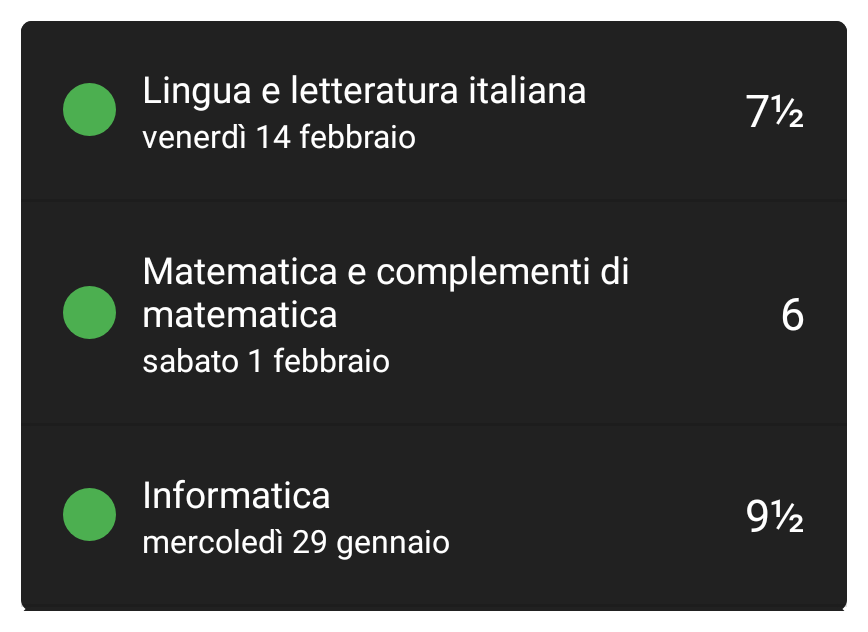 Lingua e letteratura italiana
venerdì 14 febbraio
7½
Matematica e complementi di
matematica
sabato 1 febbraio
6
Informatica
mercoledì 29 gennaio
9½